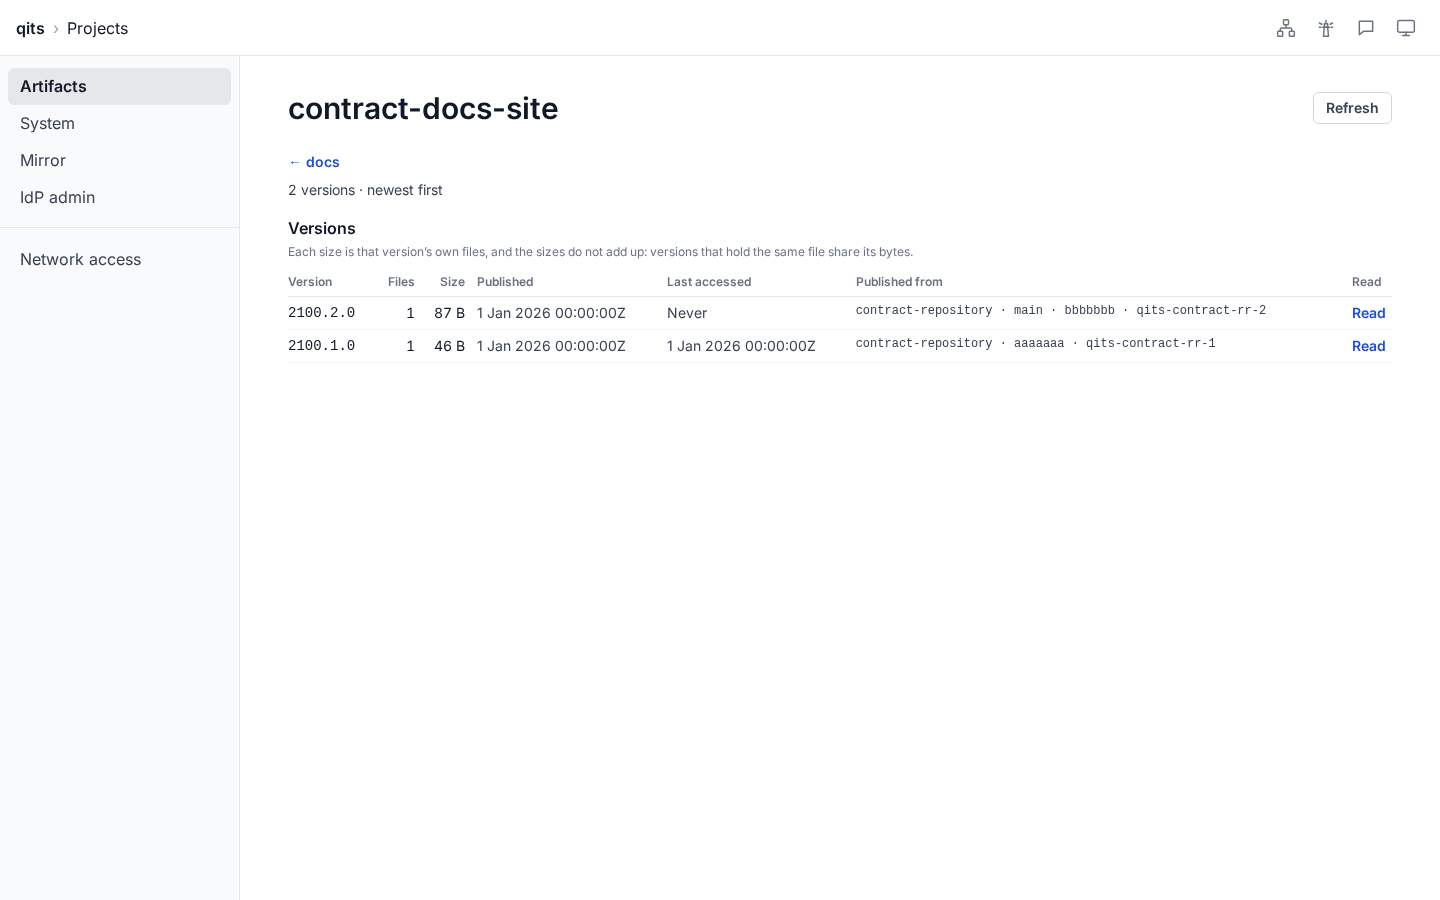 qits › Projects
Artifacts
System
Mirror
IdP admin
Network access
contract-docs-site
Refresh
← docs
2 versions · newest first
Versions
Each size is that version’s own files, and the sizes do not add up: versions that hold the same file share its bytes.
Version Files Size Published Last accessed Published from Read
2100.2.0 1 87 B 1 Jan 2026 00:00:00Z Never contract-repository · main · bbbbbbb · qits-contract-rr-2 Read
2100.1.0 1 46 B 1 Jan 2026 00:00:00Z 1 Jan 2026 00:00:00Z contract-repository · aaaaaaa · qits-contract-rr-1 Read